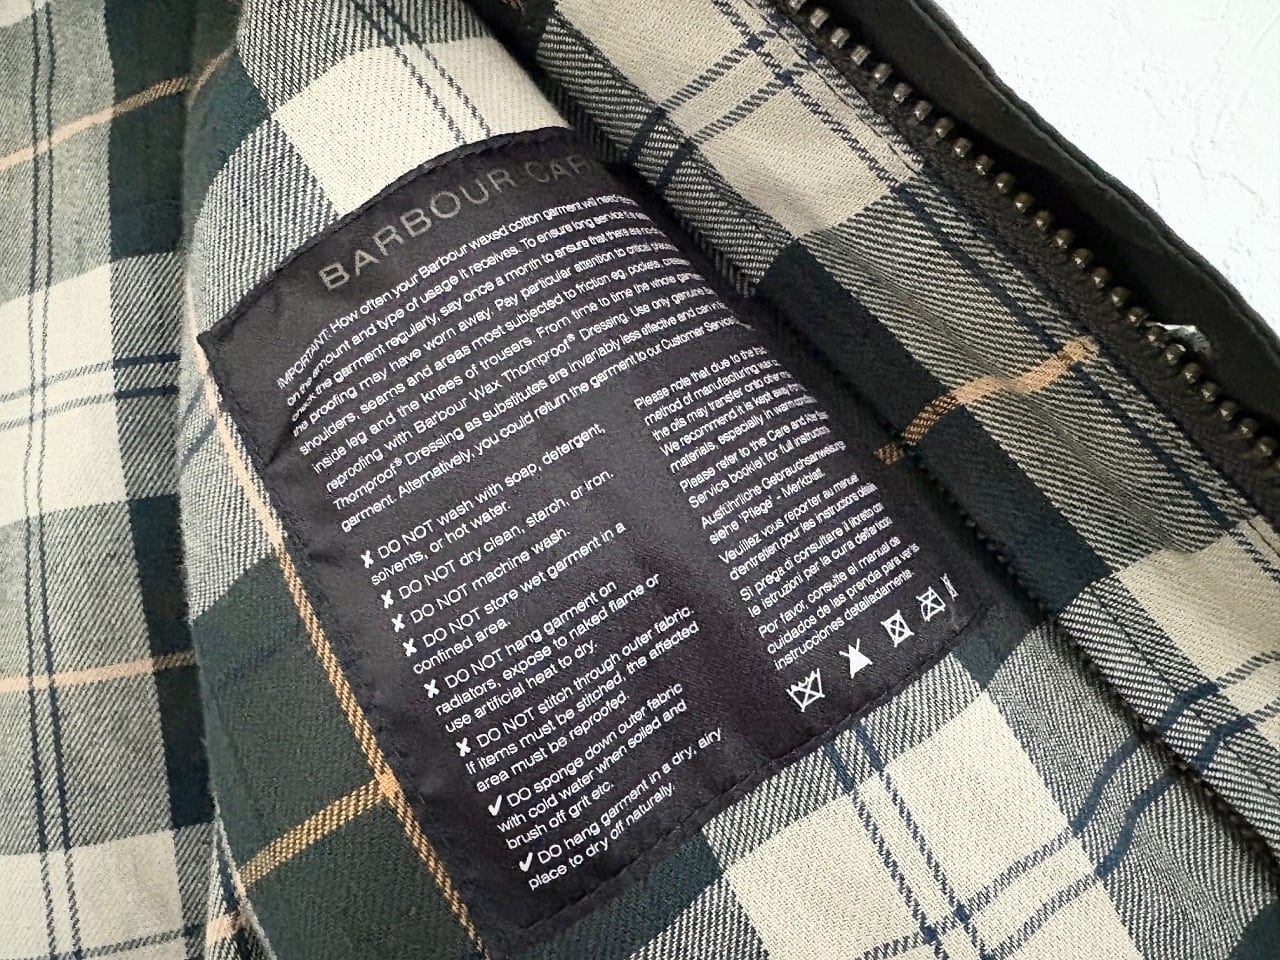 BARBOUR CAR
IMPORTANT: How often your Barbour waxed cotton garment will need
on the amount and type of usage it receives. To ensure long service
check the garment regularly, say once a month to ensure that there are
the proofing may have worn away. Pay particular attention to critical
shoulders, seams and areas most subjected to friction eg. pockets,
inside leg and the knees of trousers. From time to time the whole
reproofing with Barbour Wax Thornproof® Dressing. Use only genuine
Thornproof® Dressing as substitutes are invariably less effective and can
garment. Alternatively, you could return the garment to our Customer
✘ DO NOT wash with soap, detergent,
solvents, or hot water.
✘ DO NOT dry clean, starch, or iron.
✘ DO NOT machine wash.
✘ DO NOT store wet garment in a
confined area.
✘ DO NOT hang garment on
radiators, expose to naked flame or
use artificial heat to dry.
✘ DO NOT stitch through outer fabric.
If items must be stitched, the affected
area must be reproofed.
✔ DO sponge down outer fabric
with cold water when soiled and
brush off grit etc.
✔ DO hang garment in a dry, airy
place to dry off naturally.
Please note that due to the
method of manufacturing
the oils may transfer onto other
We recommend it is kept away from
materials, especially in warm
Please refer to the Care and
Service booklet for full instructions.
Ausführliche Gebrauchsanweisung
siehe 'Pflege' - Merkblatt.
Veuillez vous reporter au manuel
d'entretien pour les instructions
Si prega di consultare il libretto con
le istruzioni per la cura dell'articolo
Por favor, consulte el manual de
cuidados de las prendas para ver las
instrucciones detalladamente.